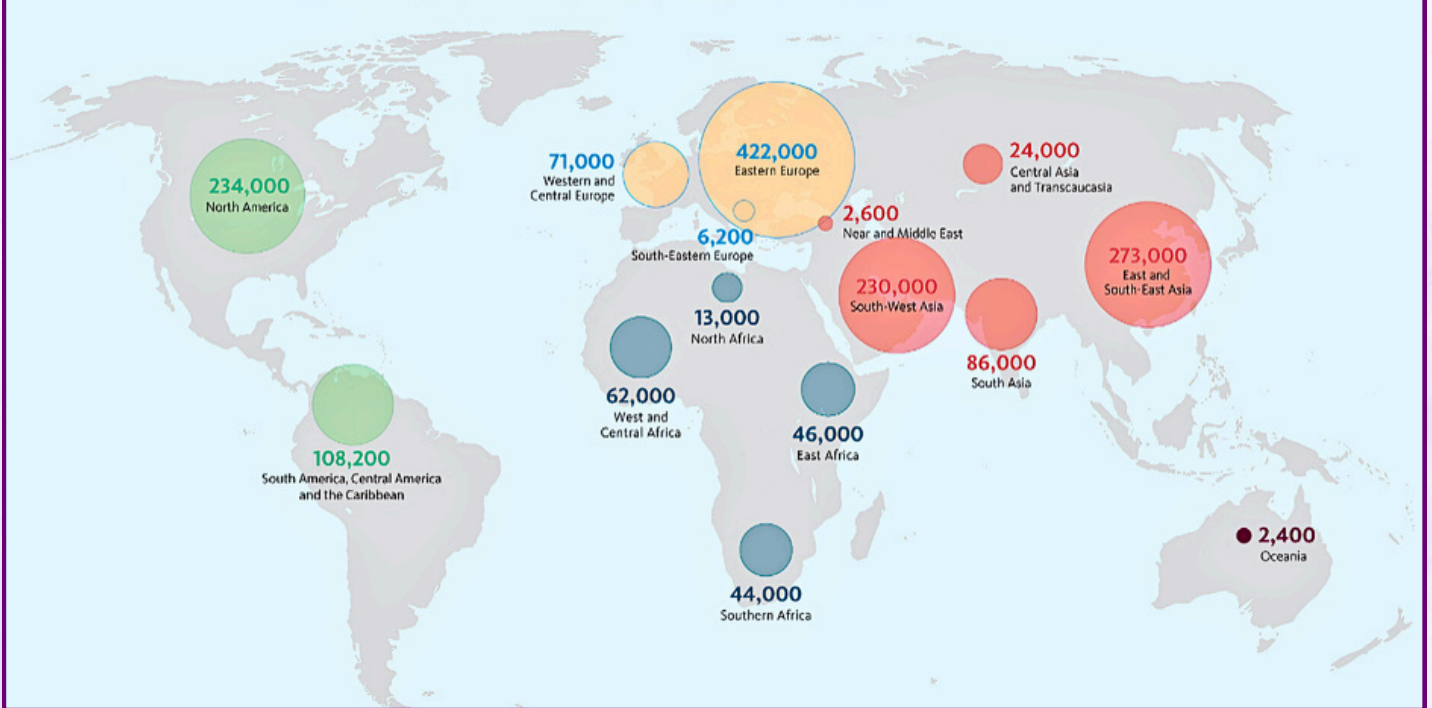 234,000
North America
71,000
Western and
Central Europe
422,000
Eastern Europe
24,000
Central Asia
and Transcaucasia
2,600
Near and Middle East
6,200
South-Eastern Europe
273,000
East and
South-East Asia
230,000
South-West Asia
13,000
North Africa
86,000
South Asia
62,000
West and
Central Africa
46,000
East Africa
108,200
South America, Central America
and the Caribbean
2,400
Oceania
44,000
Southern Africa